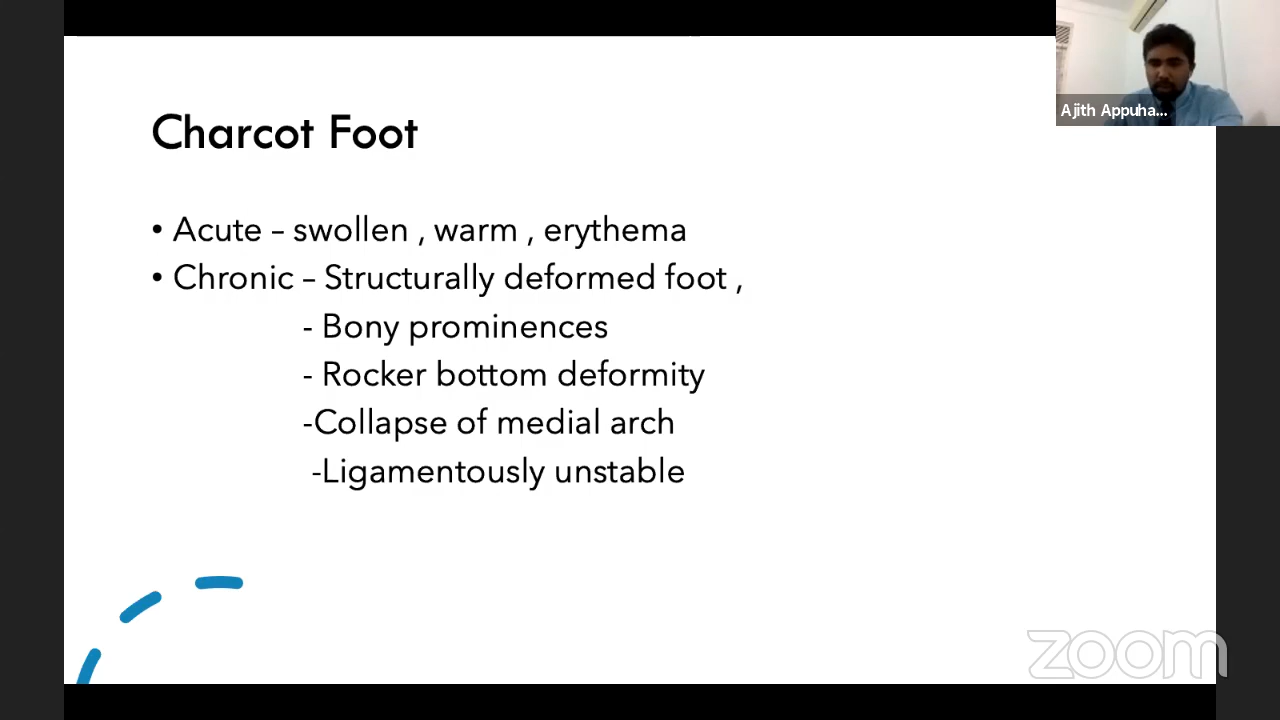 Ajith Appuha...
Charcot Foot
• Acute – swollen , warm , erythema
• Chronic – Structurally deformed foot ,
- Bony prominences
- Rocker bottom deformity
-Collapse of medial arch
-Ligamentously unstable
zoom